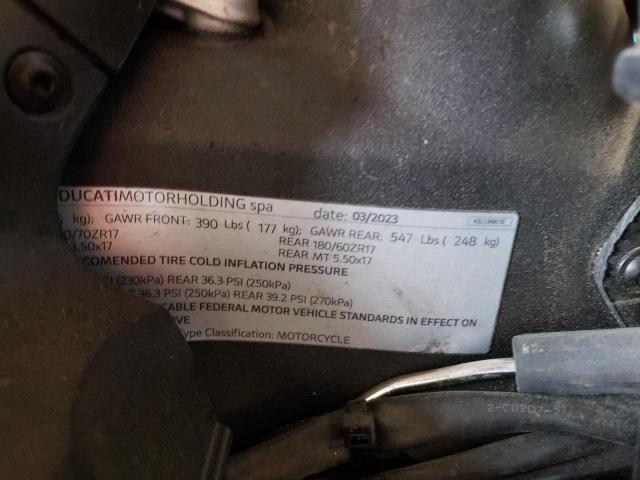 DUCATIMOTORHOLDING spa date: 03/2023
kg); GAWR FRONT: 390 Lbs ( 177 kg); GAWR REAR: 547 Lbs ( 248 kg)
/70ZR17 REAR 180/60ZR17
3.50x17 REAR MT 5.50x17
COMENDED TIRE COLD INFLATION PRESSURE
(230kPa) REAR 36.3 PSI (250kPa)
36.3 PSI (250kPa) REAR 39.2 PSI (270kPa)
CABLE FEDERAL MOTOR VEHICLE STANDARDS IN EFFECT ON
VE
Type Classification: MOTORCYCLE